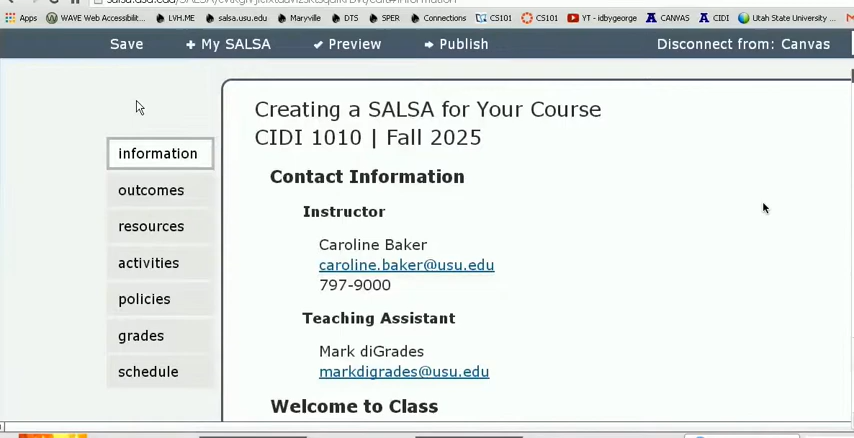 Apps WAVE Web Accessibilit... LVH.ME salsa.usu.edu Maryville DTS SPER Connections CS101 CS101 YT - idbygeorge CANVAS CIDI Utah State University ...
Save + My SALSA Preview Publish Disconnect from: Canvas
Creating a SALSA for Your Course
CIDI 1010 | Fall 2025
information
outcomes
resources
activities
policies
grades
schedule
Contact Information
Instructor
Caroline Baker
caroline.baker@usu.edu
797-9000
Teaching Assistant
Mark diGrades
markdigrades@usu.edu
Welcome to Class